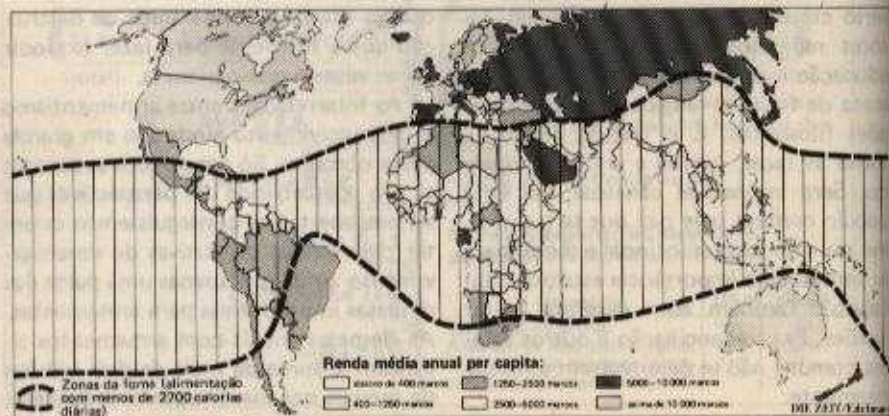 Renda média anual per capita:
abaixo de 400 marcos
1250–2500 marcos
5000–10 000 marcos
400–1250 marcos
2500–5000 marcos
acima de 10 000 marcos
Zonas da fome (alimentação
com menos de 2700 calorias
diárias)
DIE ZEIT/